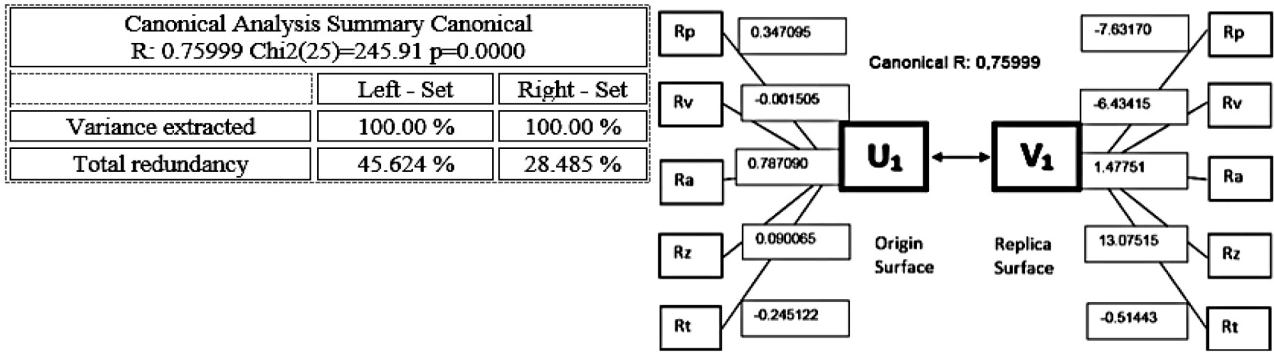 Canonical Analysis Summary Canonical
R: 0.75999 Chi2(25)=245.91 p=0.0000
Left - Set Right - Set
Variance extracted 100.00 % 100.00 %
Total redundancy 45.624 % 28.485 %
Rp 0.347095 -7.63170 Rp
Canonical R: 0,75999
Rv -0.001505 -6.43415 Rv
Ra 0.787090 U1 V1 1.47751 Ra
Rz 0.090065 Origin Replica 13.07515 Rz
Surface Surface
Rt -0.245122 -0.51443 Rt